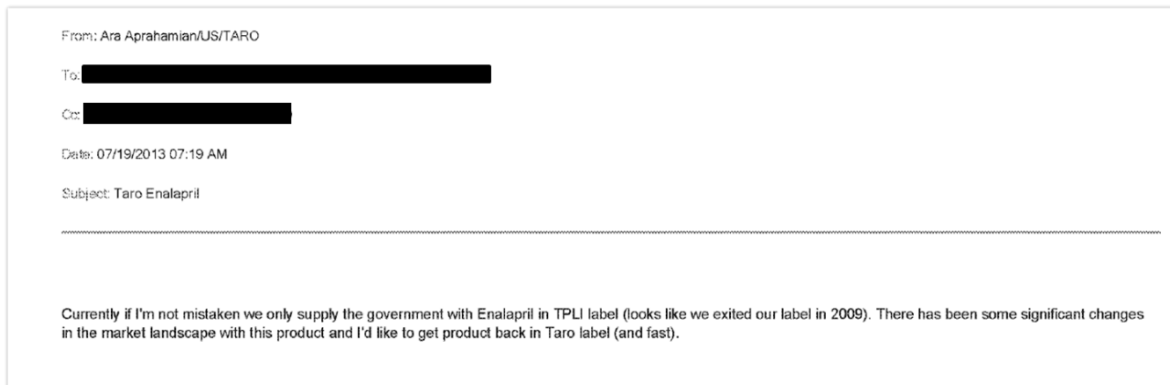 From: Ara Aprahamian/US/TARO
To:
Cc:
Date: 07/19/2013 07:19 AM
Subject: Taro Enalapril
Currently if I'm not mistaken we only supply the government with Enalapril in TPLI label (looks like we exited our label in 2009). There has been some significant changes
in the market landscape with this product and I'd like to get product back in Taro label (and fast).